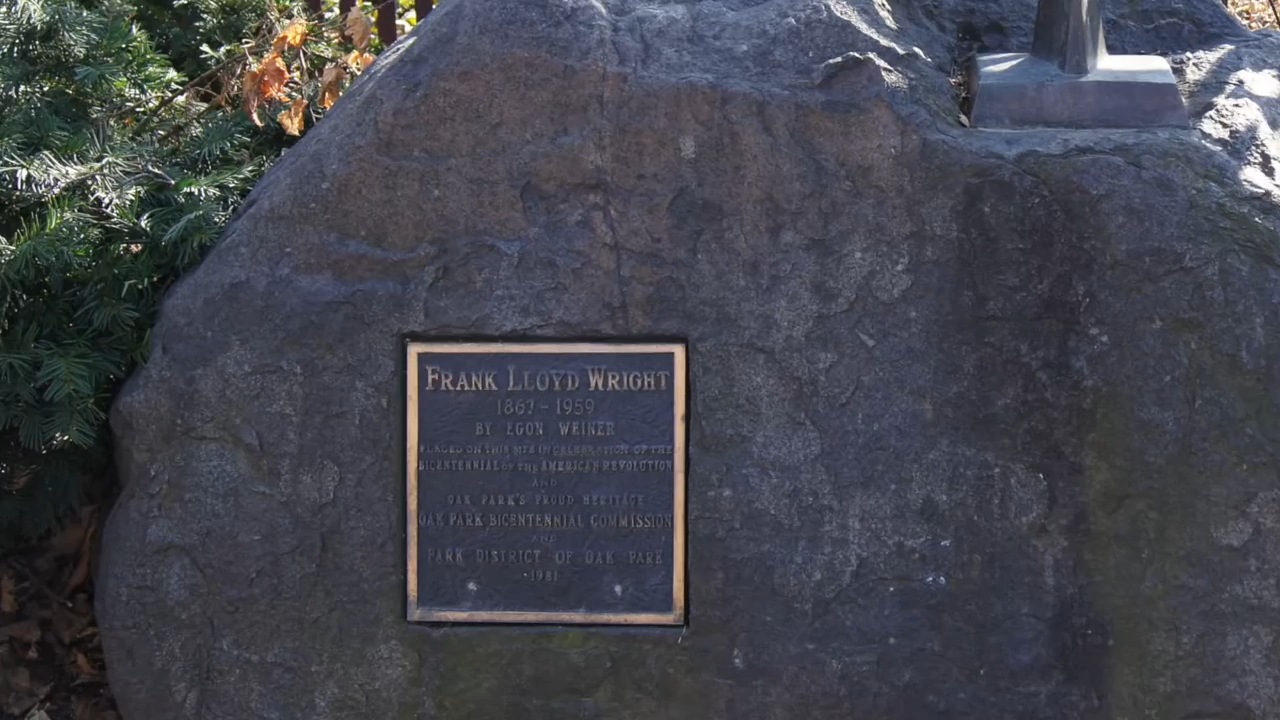 FRANK LLOYD WRIGHT
1867 - 1959
BY EGON WEINER
PLACED ON THIS SITE IN CELEBRATION OF THE
BICENTENNIAL OF THE AMERICAN REVOLUTION
AND
OAK PARK'S PROUD HERITAGE
OAK PARK BICENTENNIAL COMMISSION
AND
PARK DISTRICT OF OAK PARK
·1981